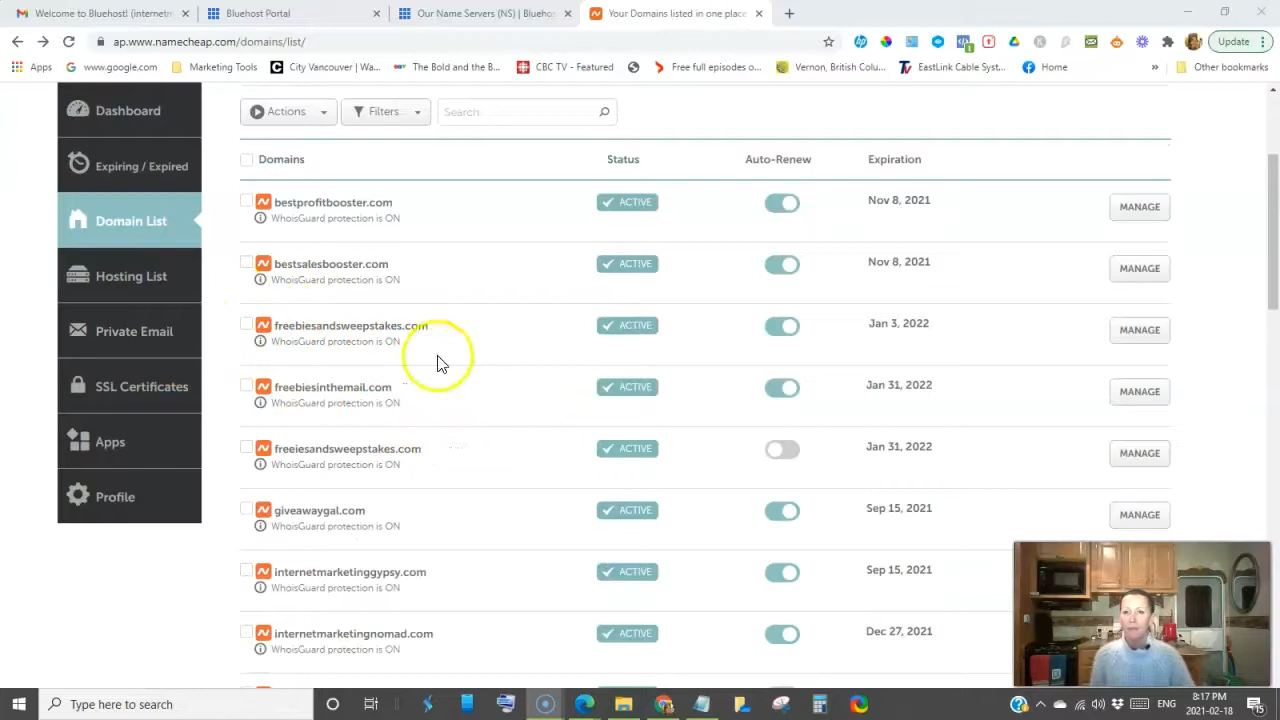 Welcome to Bluehost (internetm
Bluehost Portal
Our Name Servers (NS) | Bluehos
Your Domains listed in one place
ap.www.namecheap.com/domains/list/
Update
Apps
www.google.com
Marketing Tools
City Vancouver | Wa...
The Bold and the B...
CBC TV - Featured
Free full episodes o...
Vernon, British Colu...
EastLink Cable Syst...
Home
»
Other bookmarks
Dashboard
Expiring / Expired
Domain List
Hosting List
Private Email
SSL Certificates
Apps
Profile
Actions
Filters
Search
Domains Status Auto-Renew Expiration
bestprofitbooster.com ACTIVE Nov 8, 2021 MANAGE
WhoisGuard protection is ON
bestsalesbooster.com ACTIVE Nov 8, 2021 MANAGE
WhoisGuard protection is ON
freebiesandsweepstakes.com ACTIVE Jan 3, 2022 MANAGE
WhoisGuard protection is ON
freebiesinthemail.com ACTIVE Jan 31, 2022 MANAGE
WhoisGuard protection is ON
freeiesandsweepstakes.com ACTIVE Jan 31, 2022 MANAGE
WhoisGuard protection is ON
giveawaygal.com ACTIVE Sep 15, 2021 MANAGE
WhoisGuard protection is ON
internetmarketinggypsy.com ACTIVE Sep 15, 2021
WhoisGuard protection is ON
internetmarketingnomad.com ACTIVE Dec 27, 2021
WhoisGuard protection is ON
Type here to search
ENG
8:17 PM
2021-02-18